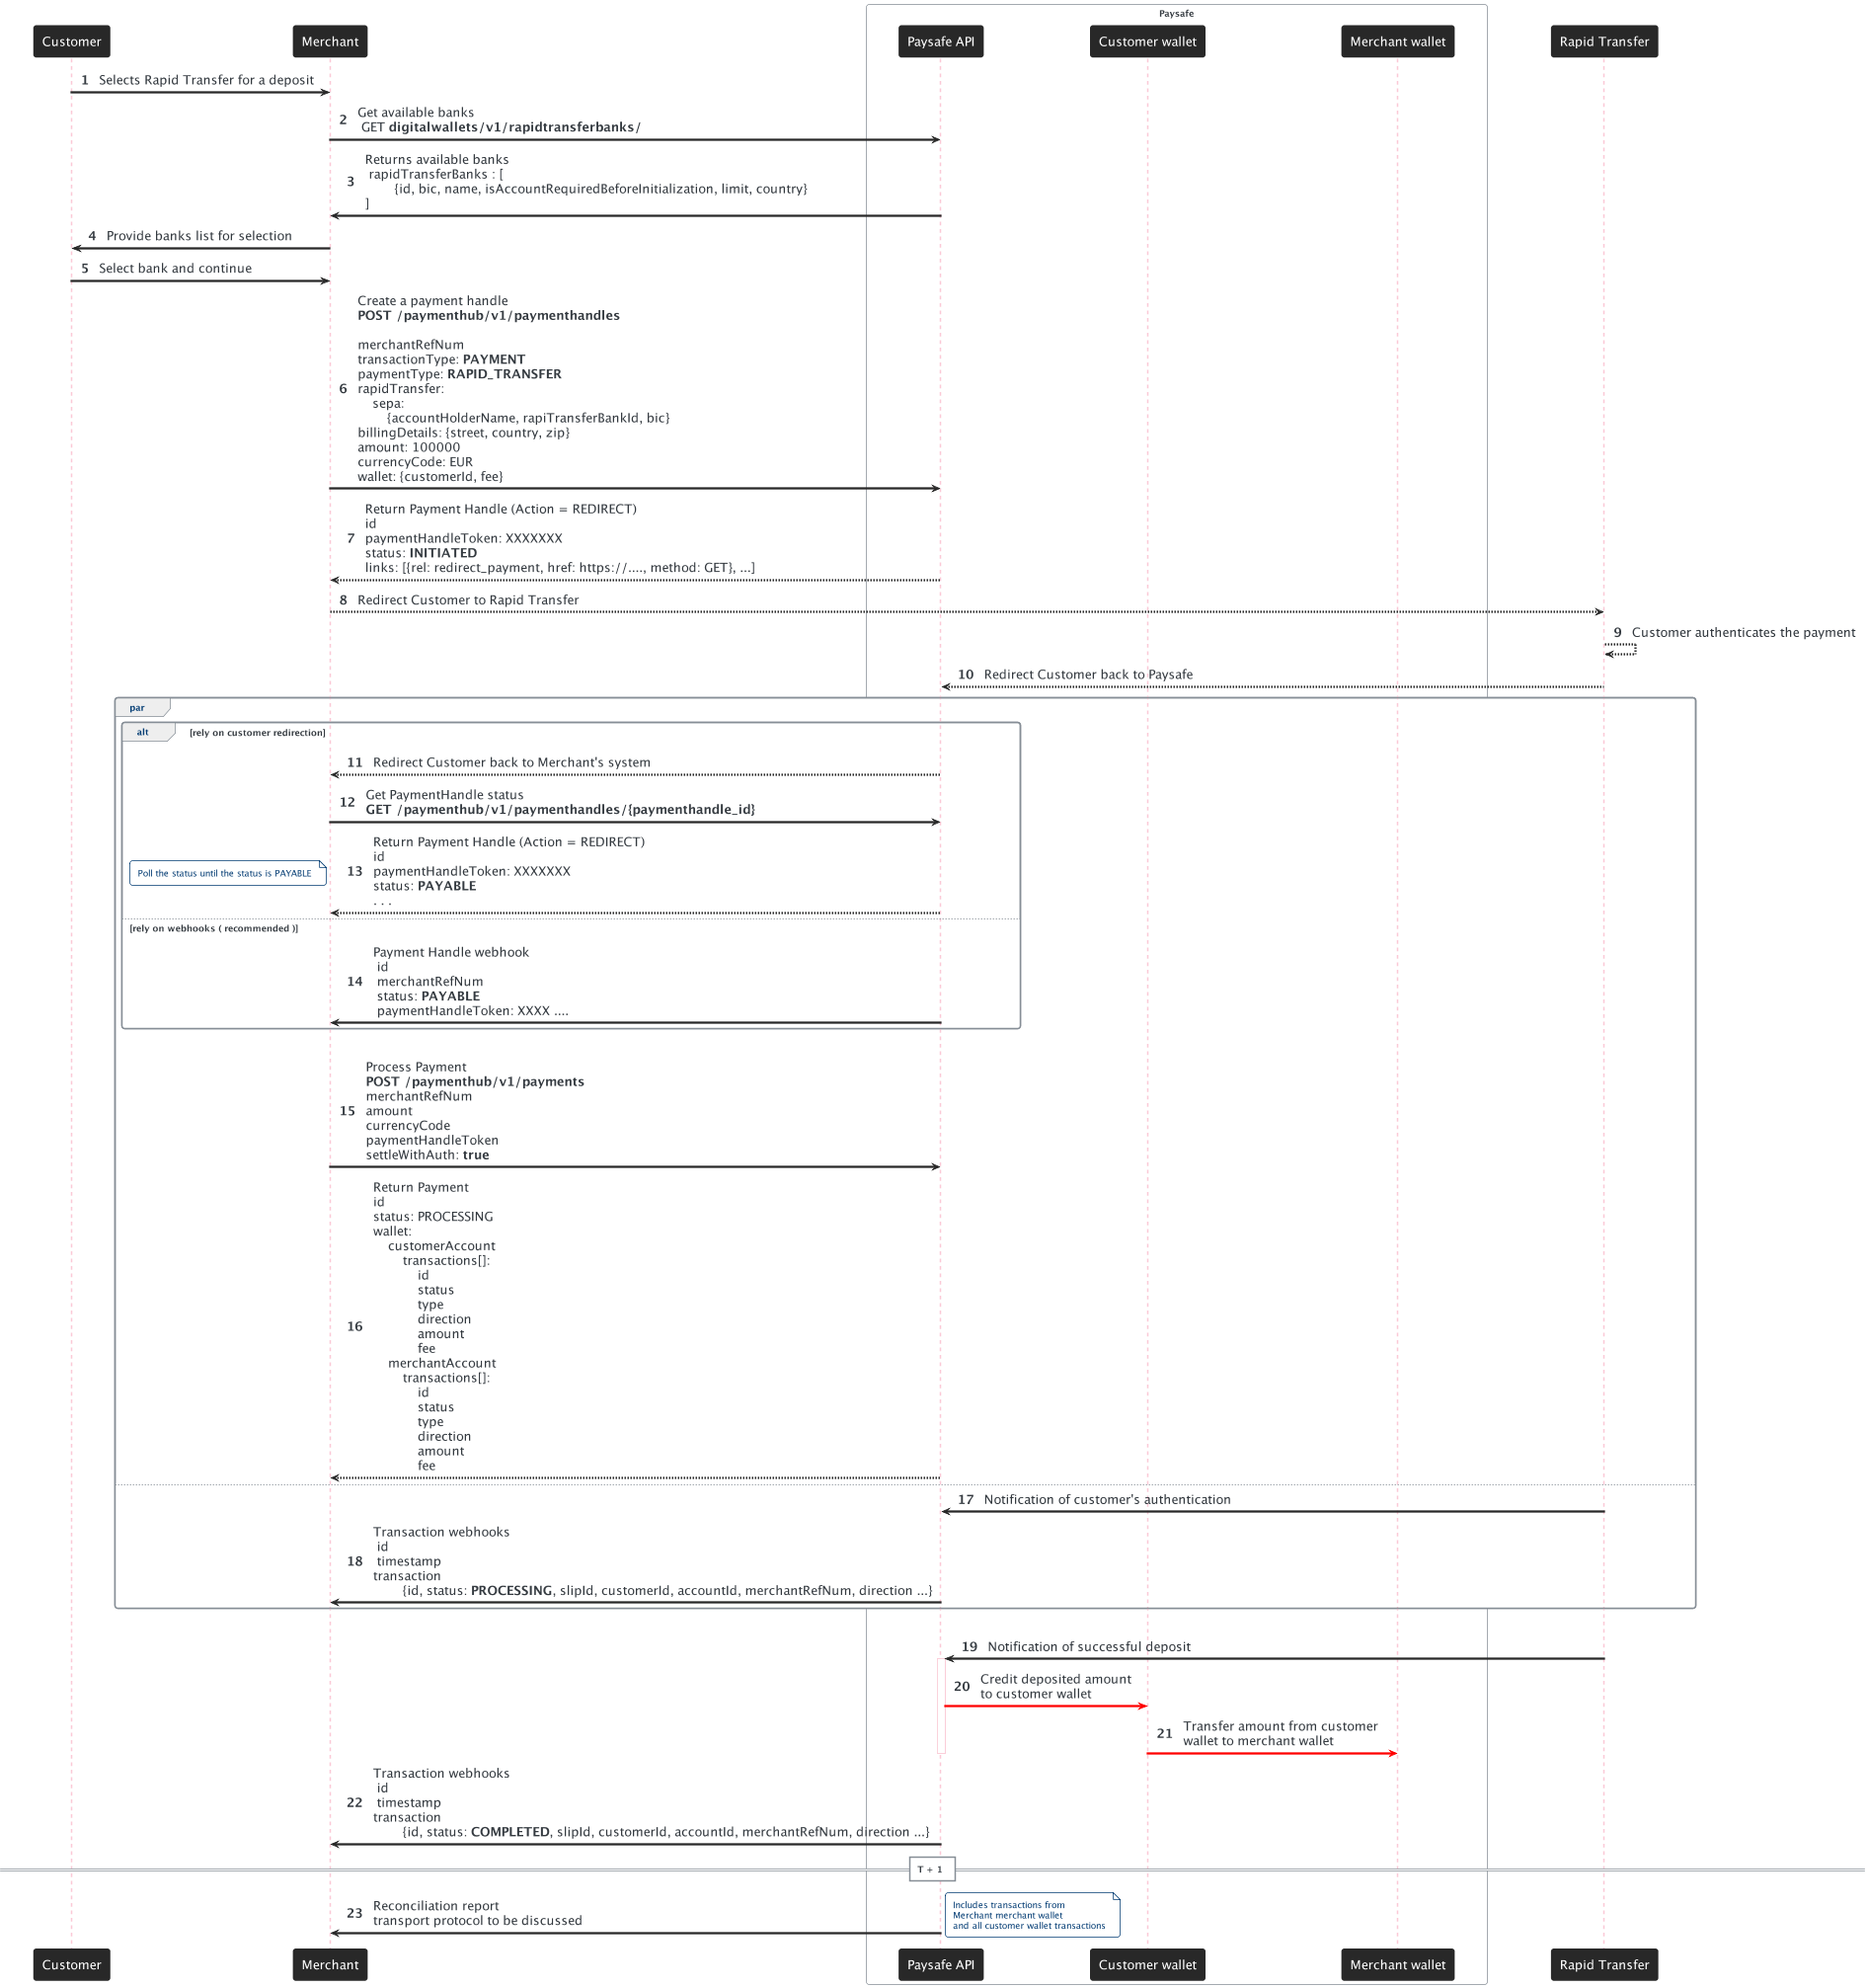 Paysafe
Customer
Merchant
Paysafe API
Customer wallet
Merchant wallet
Rapid Transfer
1 Selects Rapid Transfer for a deposit
2 Get available banks
GET digitalwallets/v1/rapidtransferbanks/
3 Returns available banks
rapidTransferBanks : [
{id, bic, name, isAccountRequiredBeforeInitialization, limit, country}
]
4 Provide banks list for selection
5 Select bank and continue
Create a payment handle
POST /paymenthub/v1/paymenthandles
merchantRefNum
transactionType: PAYMENT
paymentType: RAPID_TRANSFER
6 rapidTransfer:
sepa:
{accountHolderName, rapiTransferBankId, bic}
billingDetails: {street, country, zip}
amount: 100000
currencyCode: EUR
wallet: {customerId, fee}
Return Payment Handle (Action = REDIRECT)
id
7 paymentHandleToken: XXXXXXX
status: INITIATED
links: [{rel: redirect_payment, href: https://...., method: GET}, ...]
8 Redirect Customer to Rapid Transfer
9 Customer authenticates the payment
10 Redirect Customer back to Paysafe
par
alt [rely on customer redirection]
11 Redirect Customer back to Merchant's system
12 Get PaymentHandle status
GET /paymenthub/v1/paymenthandles/{paymenthandle_id}
Return Payment Handle (Action = REDIRECT)
id
Poll the status until the status is PAYABLE
13 paymentHandleToken: XXXXXXX
status: PAYABLE
. . .
[rely on webhooks ( recommended )]
Payment Handle webhook
id
14 merchantRefNum
status: PAYABLE
paymentHandleToken: XXXX ....
Process Payment
POST /paymenthub/v1/payments
merchantRefNum
15 amount
currencyCode
paymentHandleToken
settleWithAuth: true
Return Payment
id
status: PROCESSING
wallet:
customerAccount
transactions[]:
id
status
type
direction
16 amount
fee
merchantAccount
transactions[]:
id
status
type
direction
amount
fee
17 Notification of customer's authentication
Transaction webhooks
id
18 timestamp
transaction
{id, status: PROCESSING, slipId, customerId, accountId, merchantRefNum, direction ...}
19 Notification of successful deposit
20 Credit deposited amount
to customer wallet
21 Transfer amount from customer
wallet to merchant wallet
Transaction webhooks
id
22 timestamp
transaction
{id, status: COMPLETED, slipId, customerId, accountId, merchantRefNum, direction ...}
T + 1
23 Reconciliation report
transport protocol to be discussed
Includes transactions from
Merchant merchant wallet
and all customer wallet transactions
Customer
Merchant
Paysafe API
Customer wallet
Merchant wallet
Rapid Transfer